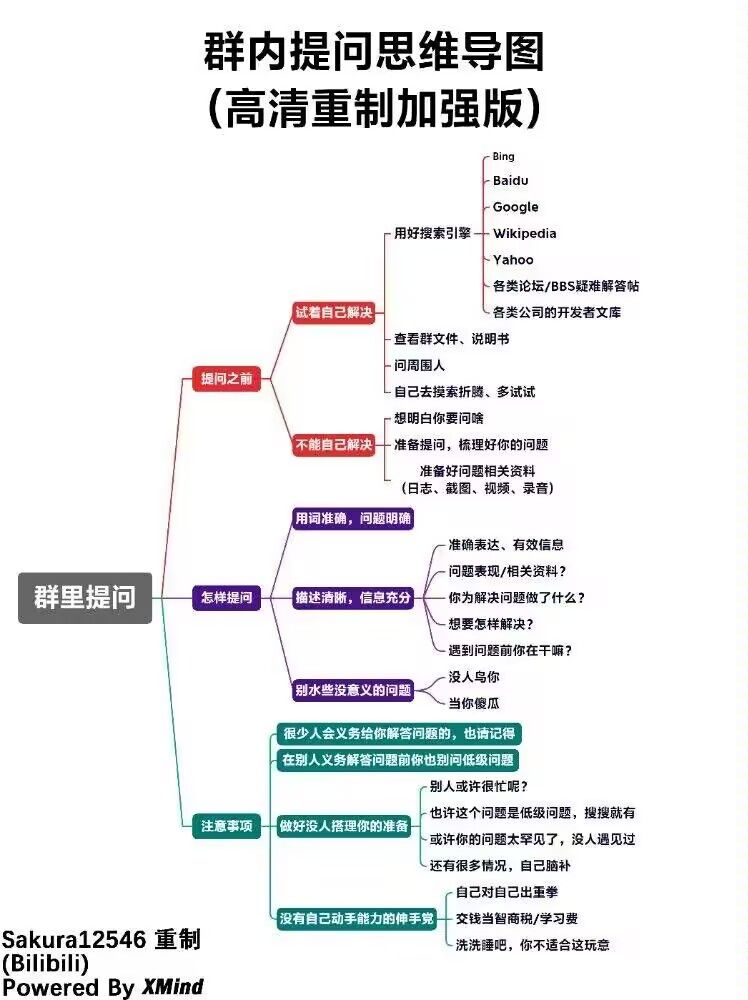 群内提问思维导图
（高清重制加强版）
群里提问
提问之前
试着自己解决
用好搜索引擎
Bing
Baidu
Google
Wikipedia
Yahoo
各类论坛/BBS疑难解答帖
各类公司的开发者文库
查看群文件、说明书
问周围人
自己去摸索折腾、多试试
不能自己解决
想明白你要问啥
准备提问，梳理好你的问题
准备好问题相关资料
（日志、截图、视频、录音）
怎样提问
用词准确，问题明确
描述清晰，信息充分
准确表达、有效信息
问题表现/相关资料？
你为解决问题做了什么？
想要怎样解决？
遇到问题前你在干嘛？
别水些没意义的问题
没人鸟你
当你傻瓜
注意事项
很少人会义务给你解答问题的，也请记得
在别人义务解答问题前你也别问低级问题
做好没人搭理你的准备
别人或许很忙呢？
也许这个问题是低级问题，搜搜就有
或许你的问题太罕见了，没人遇见过
还有很多情况，自己脑补
没有自己动手能力的伸手党
自己对自己出重拳
交钱当智商税/学习费
洗洗睡吧，你不适合这玩意
Sakura12546 重制
(Bilibili)
Powered By XMind